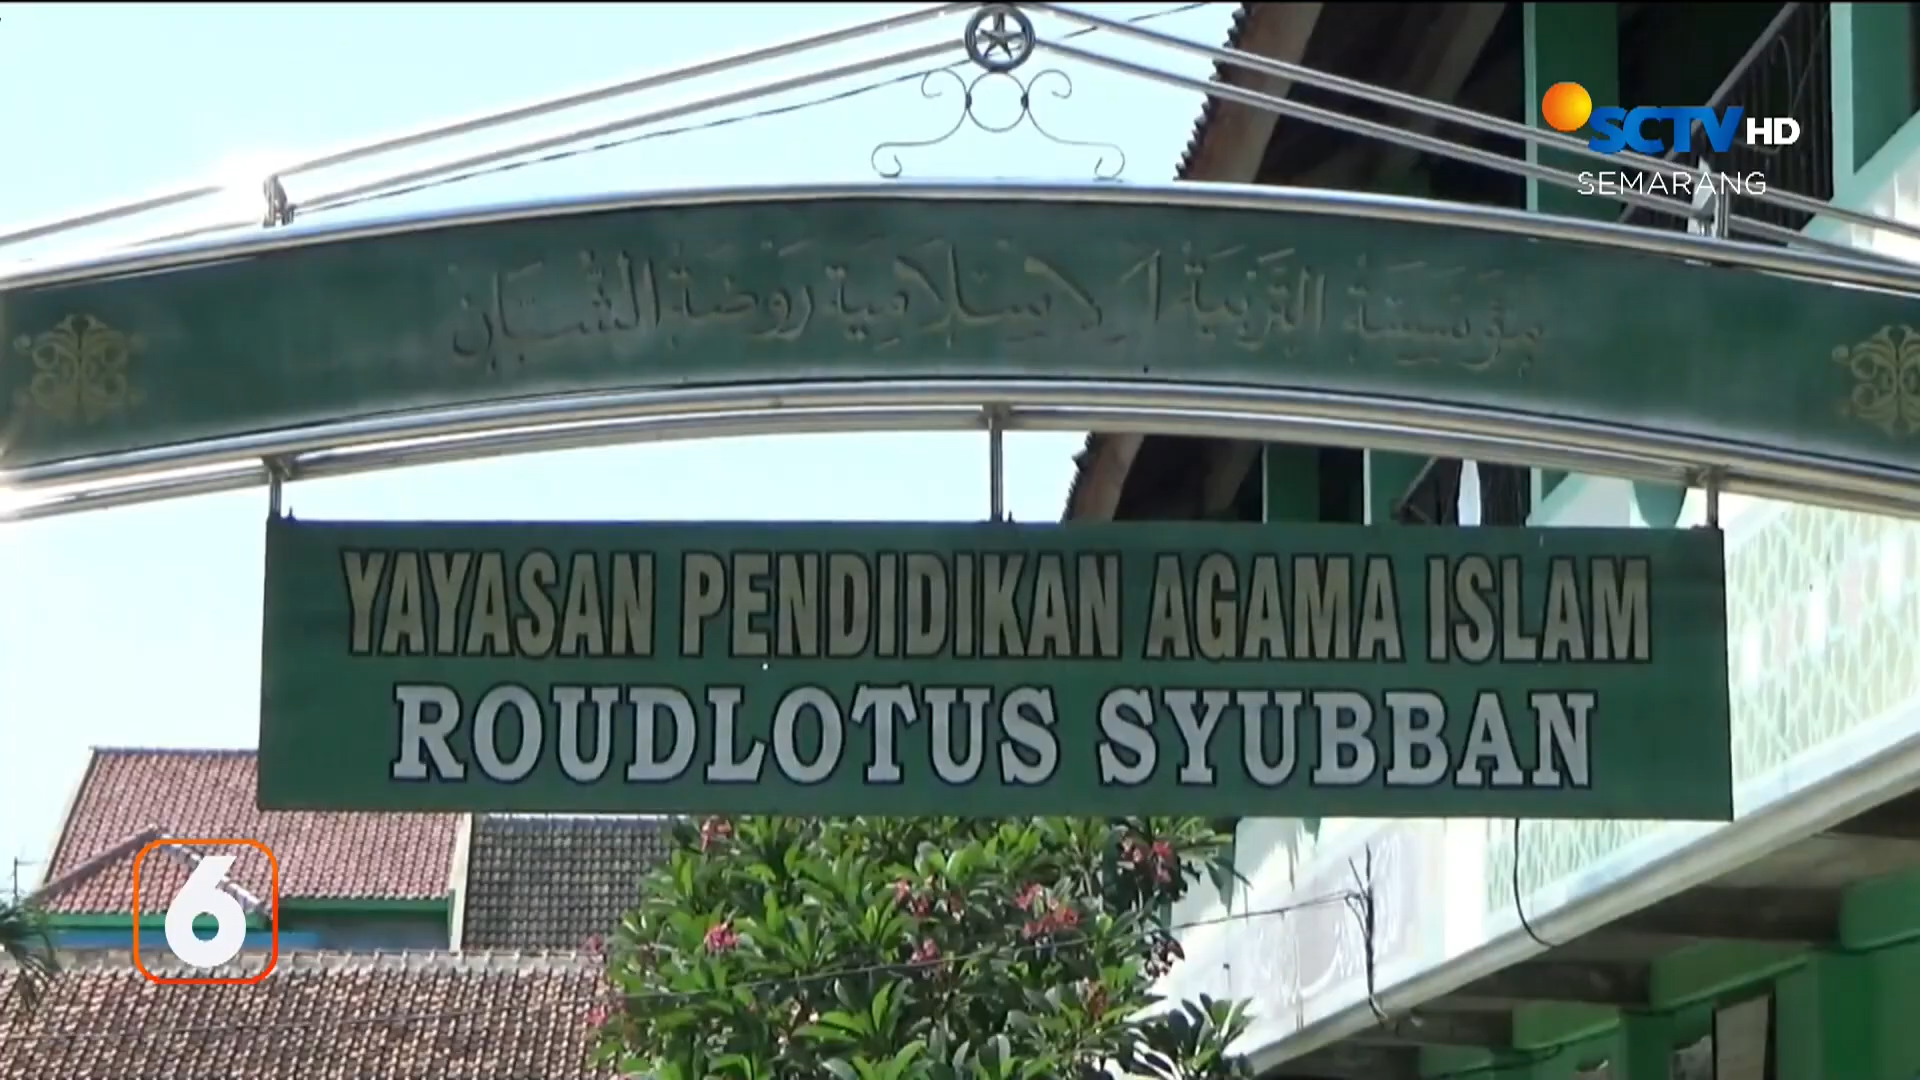 SCTV HD
SEMARANG
مؤسسة التربية الإسلامية روضة الشبان
YAYASAN PENDIDIKAN AGAMA ISLAM
ROUDLOTUS SYUBBAN
6